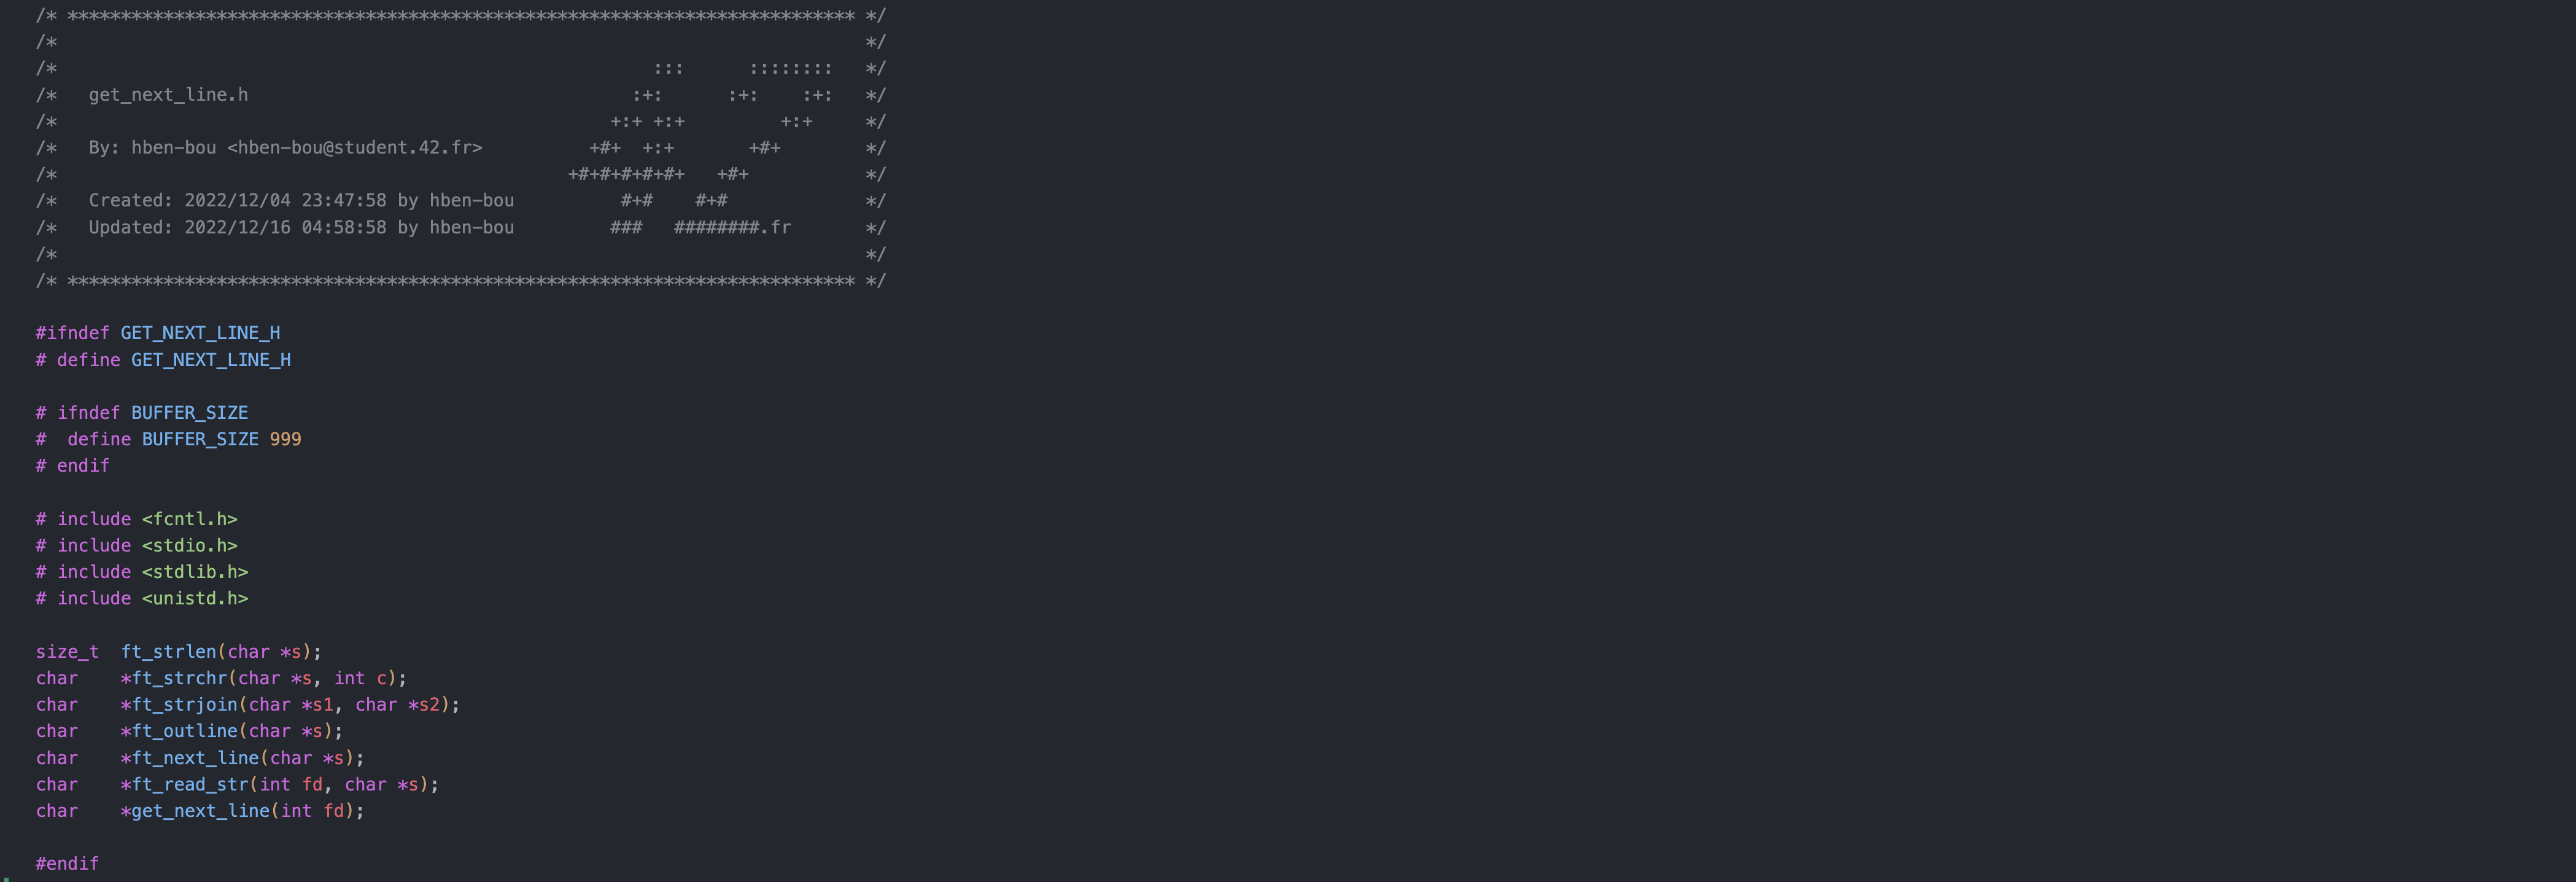 /* ************************************************************************** */
/*                                                                            */
/*                                                        :::      ::::::::   */
/*   get_next_line.h                                    :+:      :+:    :+:   */
/*                                                    +:+ +:+         +:+     */
/*   By: hben-bou <hben-bou@student.42.fr>          +#+  +:+       +#+        */
/*                                                +#+#+#+#+#+   +#+           */
/*   Created: 2022/12/04 23:47:58 by hben-bou          #+#    #+#             */
/*   Updated: 2022/12/16 04:58:58 by hben-bou         ###   ########.fr       */
/*                                                                            */
/* ************************************************************************** */

#ifndef GET_NEXT_LINE_H
# define GET_NEXT_LINE_H

# ifndef BUFFER_SIZE
#  define BUFFER_SIZE 999
# endif

# include <fcntl.h>
# include <stdio.h>
# include <stdlib.h>
# include <unistd.h>

size_t  ft_strlen(char *s);
char    *ft_strchr(char *s, int c);
char    *ft_strjoin(char *s1, char *s2);
char    *ft_outline(char *s);
char    *ft_next_line(char *s);
char    *ft_read_str(int fd, char *s);
char    *get_next_line(int fd);

#endif